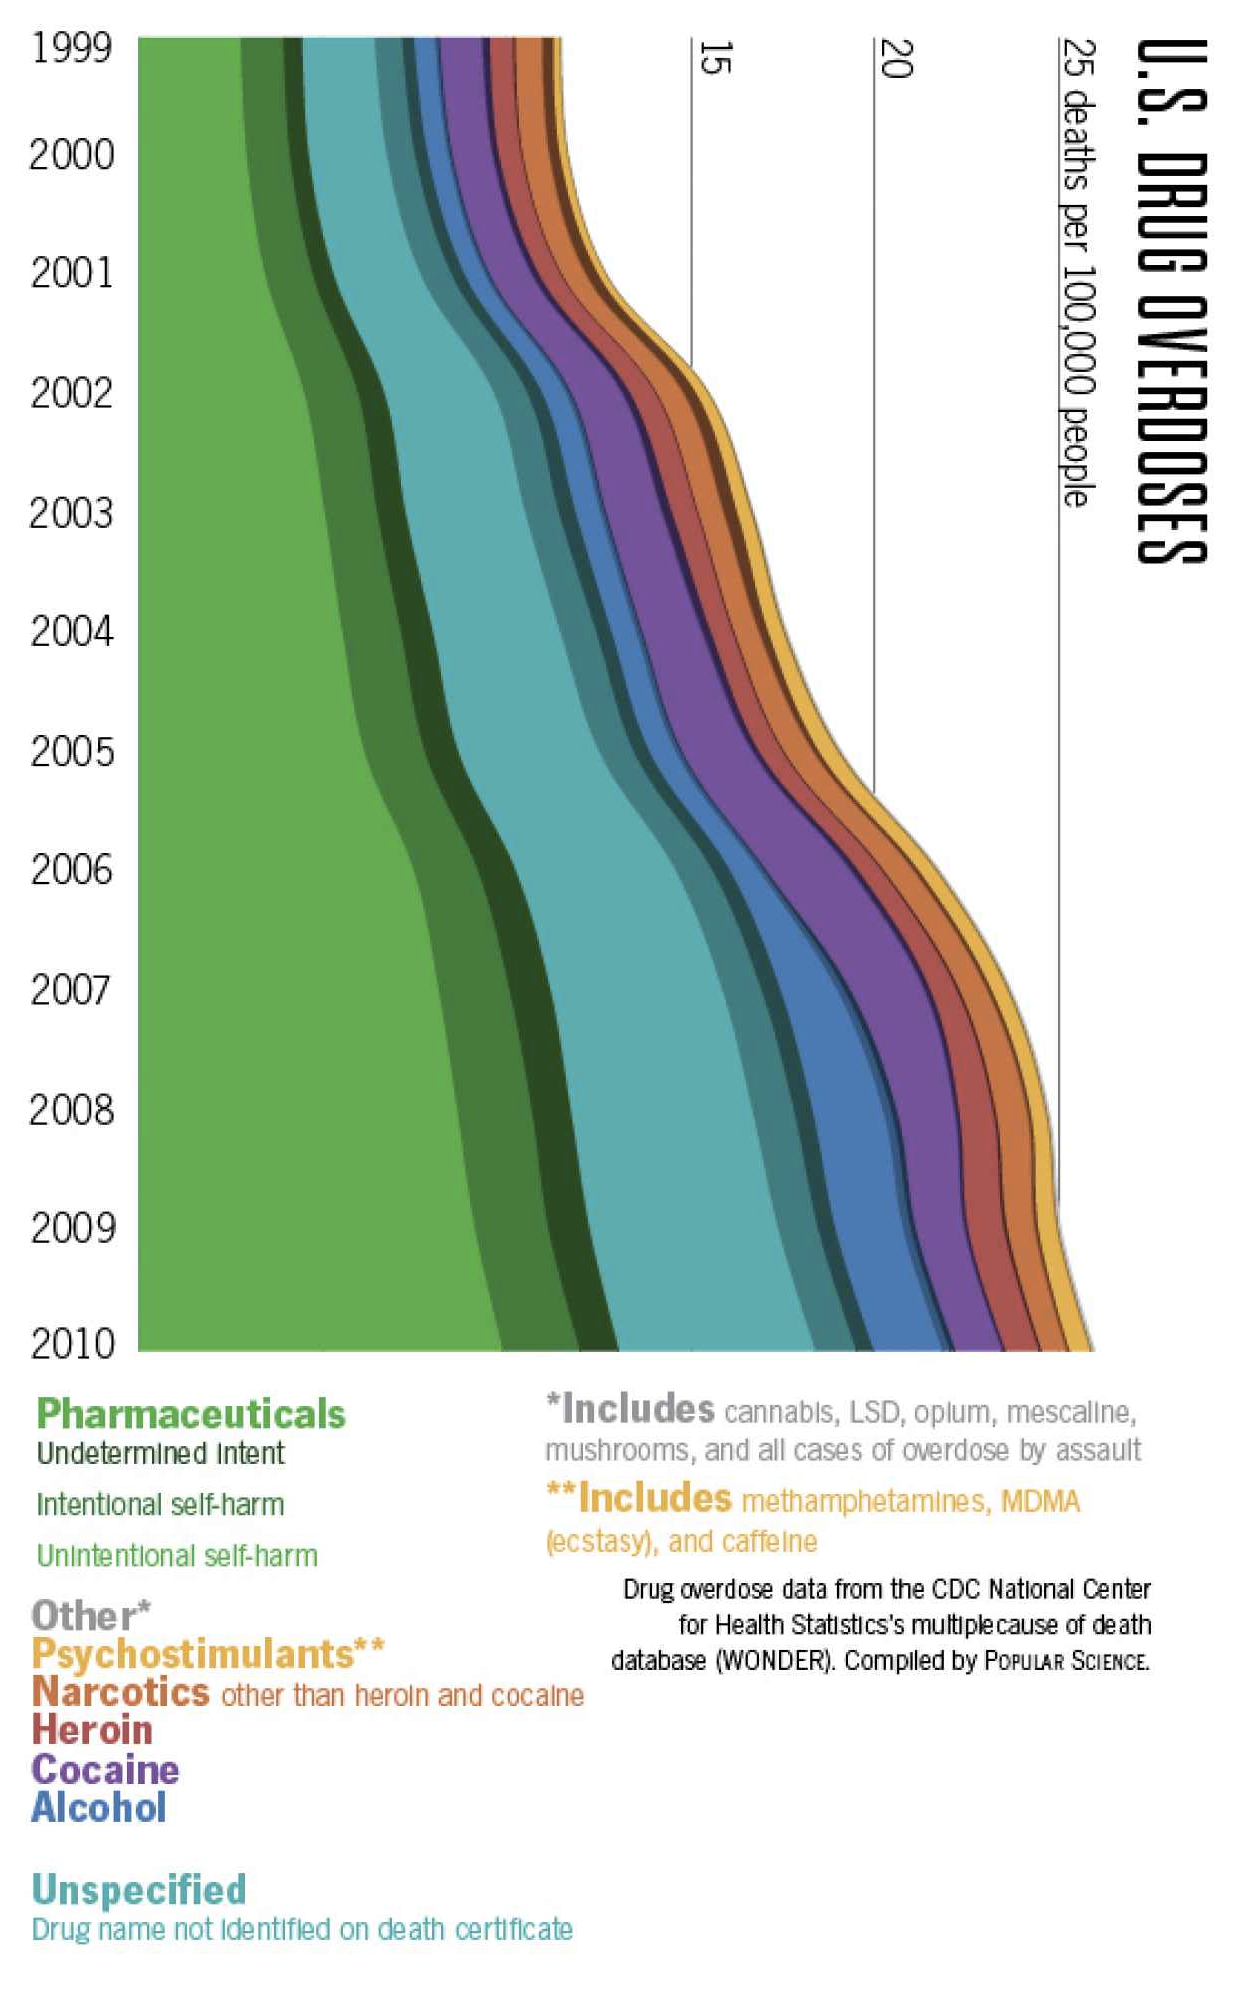 U.S. DRUG OVERDOSES
25 deaths per 100,000 people
20
15
1999
2000
2001
2002
2003
2004
2005
2006
2007
2008
2009
2010
Pharmaceuticals
Undetermined intent
Intentional self-harm
Unintentional self-harm
Other*
Psychostimulants**
Narcotics other than heroin and cocaine
Heroin
Cocaine
Alcohol
Unspecified
Drug name not identified on death certificate
*Includes cannabis, LSD, opium, mescaline,
mushrooms, and all cases of overdose by assault
**Includes methamphetamines, MDMA
(ecstasy), and caffeine
Drug overdose data from the CDC National Center
for Health Statistics's multiplecause of death
database (WONDER). Compiled by POPULAR SCIENCE.